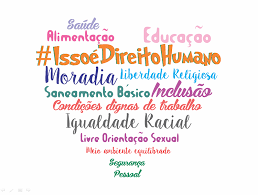 Saúde
Alimentação Educação
#IssoéDireitoHumano
Moradia Liberdade Religiosa
Saneamento Básico Inclusão
Condições dignas de trabalho
Igualdade Racial
Livre Orientação Sexual
Meio ambiente equilibrado
Segurança
Pessoal